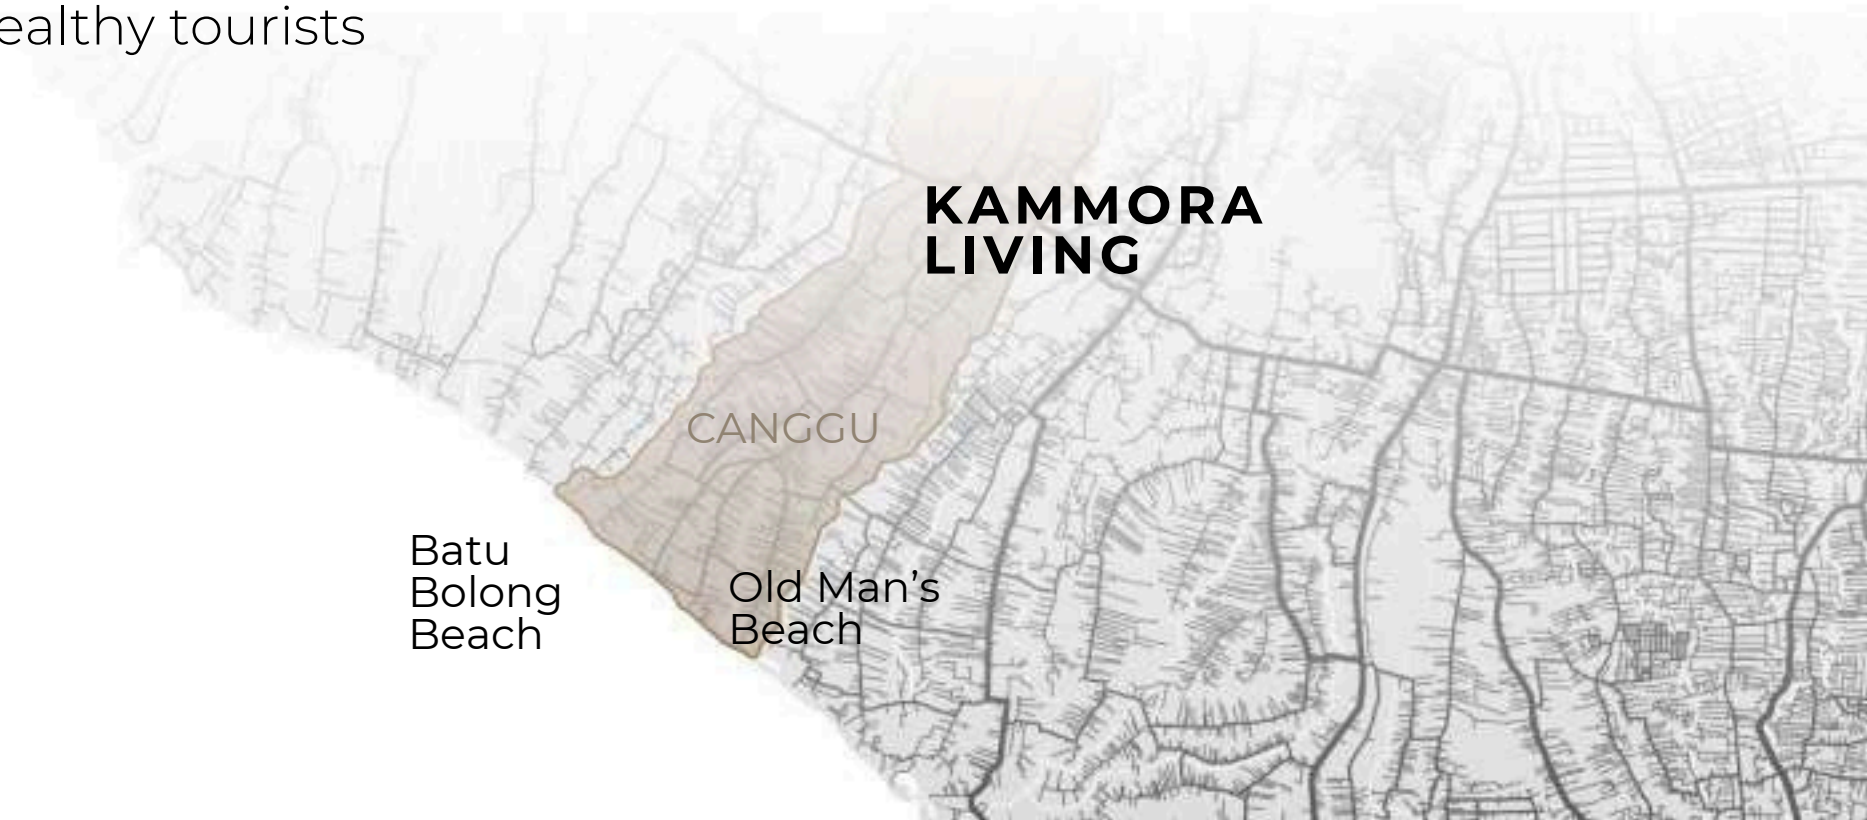 ealthy tourists
KAMMORA
LIVING
CANGGU
Batu
Bolong
Beach
Old Man’s
Beach